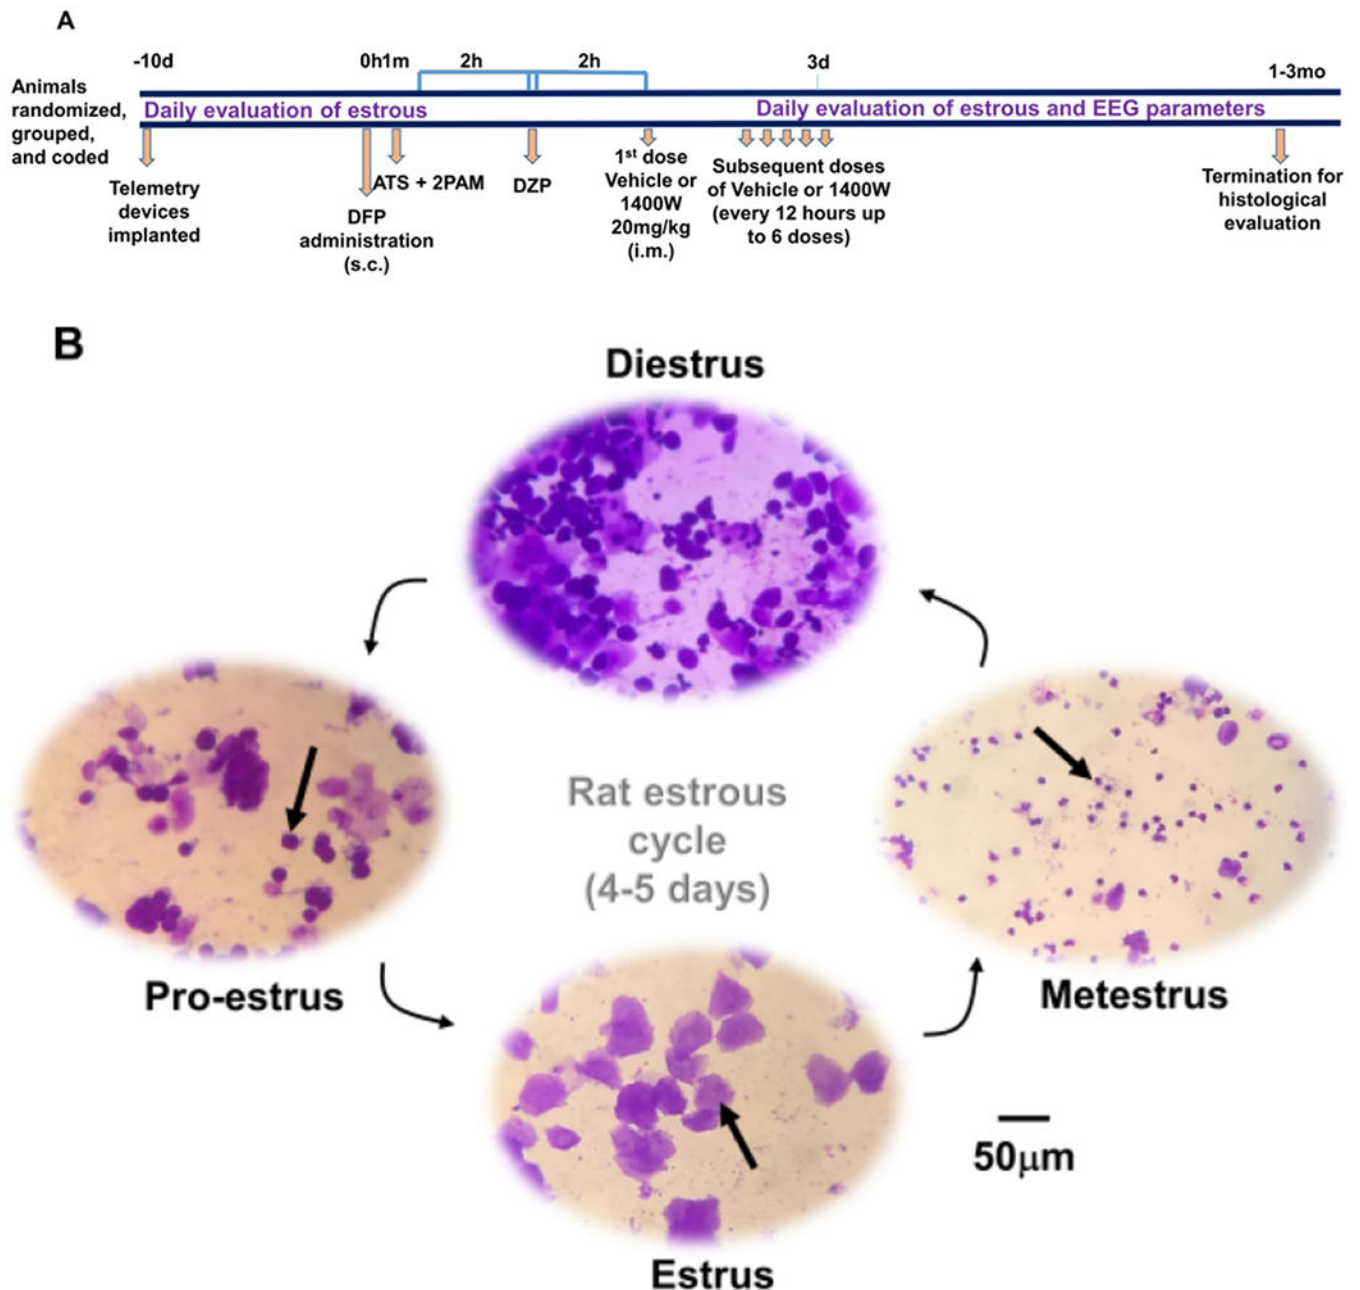 A
-10d
0h1m
2h
2h
3d
1-3mo
Animals
randomized,
grouped,
and coded
Daily evaluation of estrous
Daily evaluation of estrous and EEG parameters
Telemetry
devices
implanted
DFP
administration
(s.c.)
ATS + 2PAM
DZP
1st dose
Vehicle or
1400W
20mg/kg
(i.m.)
Subsequent doses
of Vehicle or 1400W
(every 12 hours up
to 6 doses)
Termination for
histological
evaluation
B
Diestrus
Rat estrous
cycle
(4-5 days)
Pro-estrus
Metestrus
Estrus
50μm